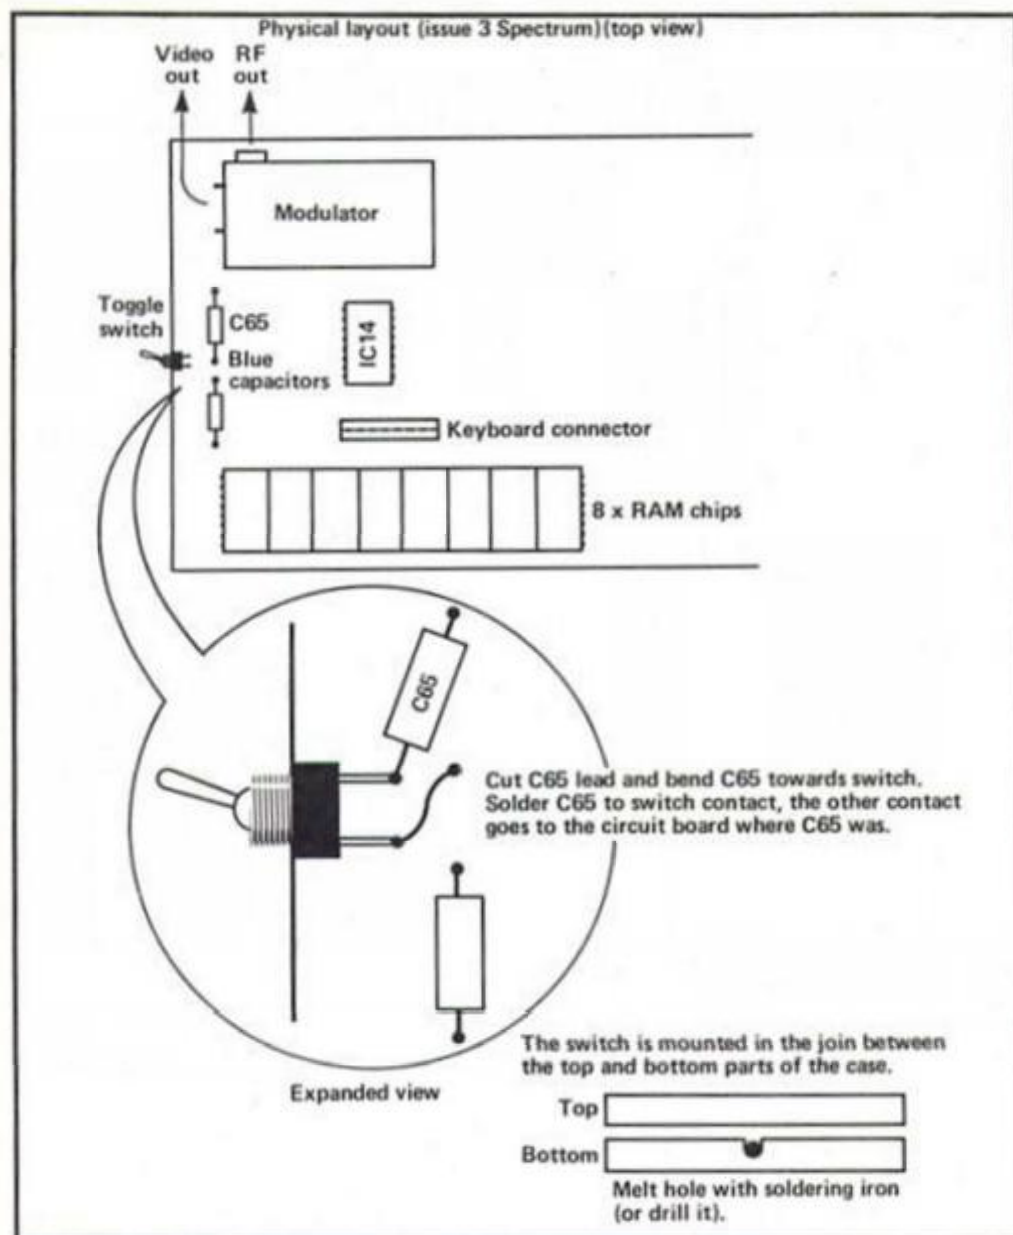 Physical layout (issue 3 Spectrum)(top view)
Video
out
RF
out
Modulator
Toggle
switch
C65
IC14
Blue
capacitors
Keyboard connector
8 x RAM chips
C65
Cut C65 lead and bend C65 towards switch.
Solder C65 to switch contact, the other contact
goes to the circuit board where C65 was.
Expanded view
The switch is mounted in the join between
the top and bottom parts of the case.
Top
Bottom
Melt hole with soldering iron
(or drill it).